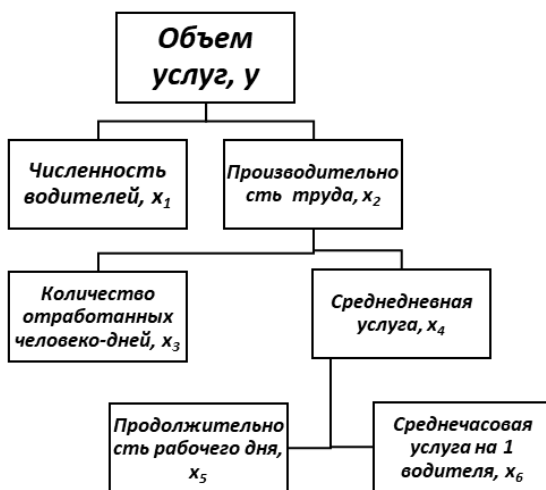 Объем
услуг, y
Численность
водителей, x₁
Производительно
сть труда, x₂
Количество
отработанных
человеко-дней, x₃
Среднедневная
услуга, x₄
Продолжительно
сть рабочего дня,
x₅
Среднечасовая
услуга на 1
водителя, x₆